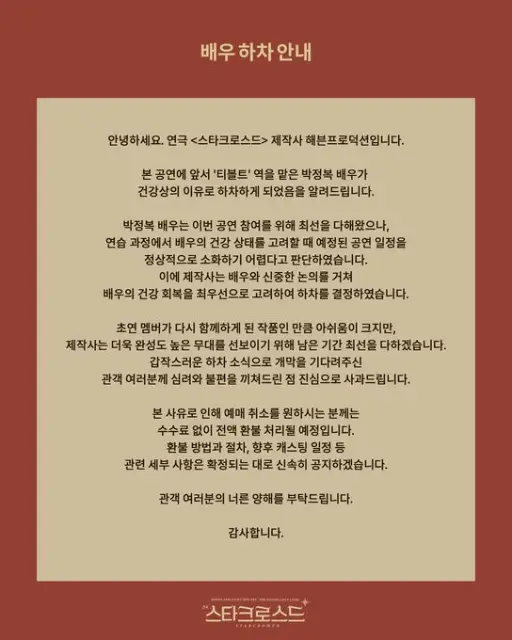 배우 하차 안내
안녕하세요. 연극 <스타크로스드> 제작사 해븐프로덕션입니다.
본 공연에 앞서 '티볼트' 역을 맡은 박정복 배우가
건강상의 이유로 하차하게 되었음을 알려드립니다.
박정복 배우는 이번 공연 참여를 위해 최선을 다해왔으나,
연습 과정에서 배우의 건강 상태를 고려할 때 예정된 공연 일정을
정상적으로 소화하기 어렵다고 판단하였습니다.
이에 제작사는 배우와 신중한 논의를 거쳐
배우의 건강 회복을 최우선으로 고려하여 하차를 결정하였습니다.
초연 멤버가 다시 함께하게 된 작품인 만큼 아쉬움이 크지만,
제작사는 더욱 완성도 높은 무대를 선보이기 위해 남은 기간 최선을 다하겠습니다.
갑작스러운 하차 소식으로 개막을 기다려주신
관객 여러분께 심려와 불편을 끼쳐드린 점 진심으로 사과드립니다.
본 사유로 인해 예매 취소를 원하시는 분께는
수수료 없이 전액 환불 처리될 예정입니다.
환불 방법과 절차, 향후 캐스팅 일정 등
관련 세부 사항은 확정되는 대로 신속히 공지하겠습니다.
관객 여러분의 너른 양해를 부탁드립니다.
감사합니다.
스타크로스드
STARCROSSED